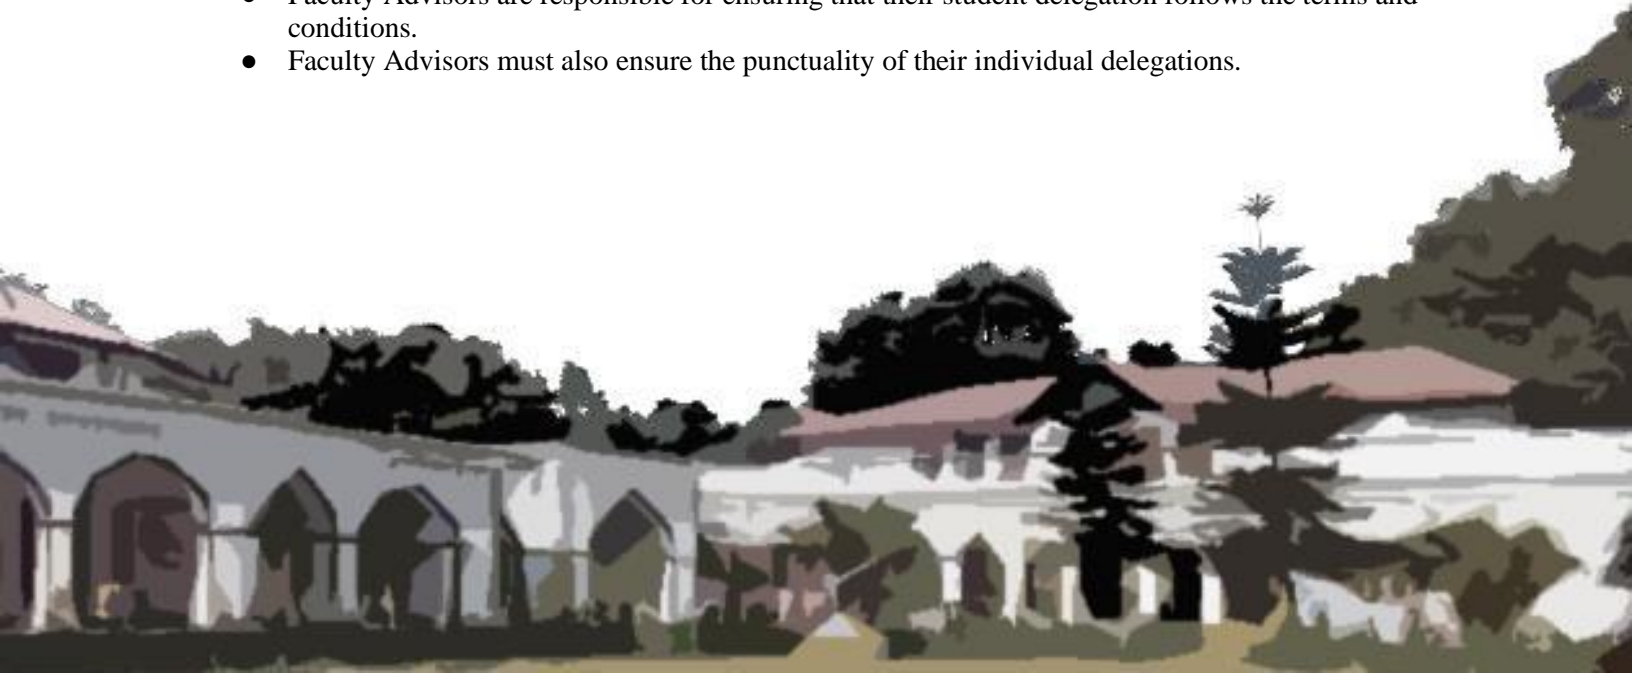 ● Faculty Advisors are responsible for ensuring that their student delegation follows the terms and
conditions.
● Faculty Advisors must also ensure the punctuality of their individual delegations.